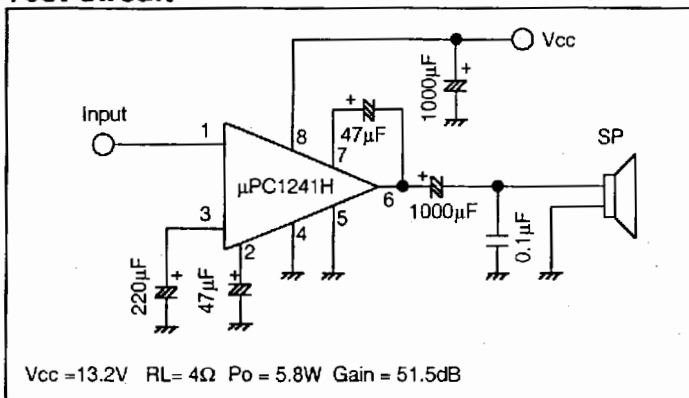 Test circuit
Vcc
1000μF
+
Input
1
8
+
47μF
7
SP
μPC1241H
6
+
1000μF
3
2
4
5
0.1μF
220μF
+
47μF
+
Vcc =13.2V RL= 4Ω Po = 5.8W Gain = 51.5dB